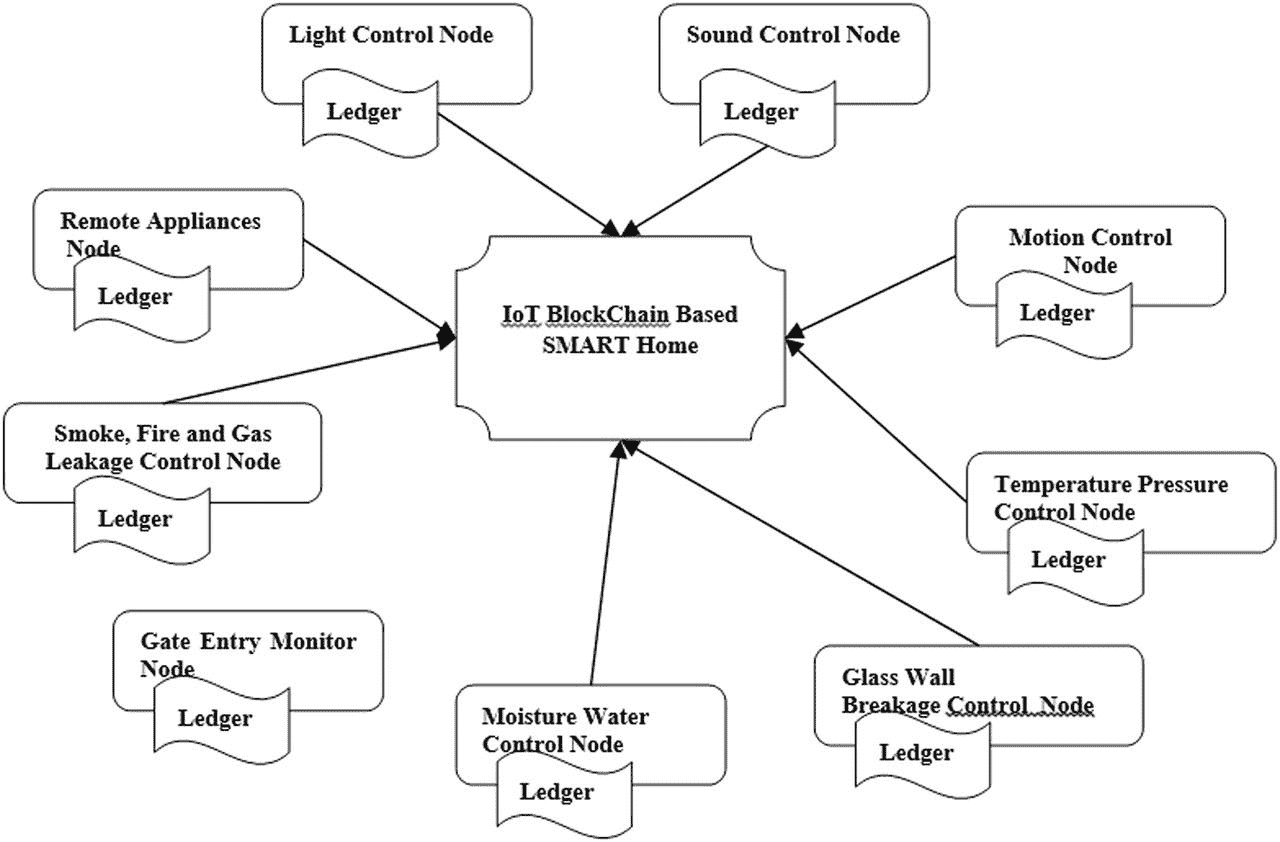 Light Control Node
Ledger
Sound Control Node
Ledger
Remote Appliances
Node
Ledger
Motion Control
Node
Ledger
IoT BlockChain Based
SMART Home
Smoke, Fire and Gas
Leakage Control Node
Ledger
Temperature Pressure
Control Node
Ledger
Gate Entry Monitor
Node
Ledger
Moisture Water
Control Node
Ledger
Glass Wall
Breakage Control Node
Ledger